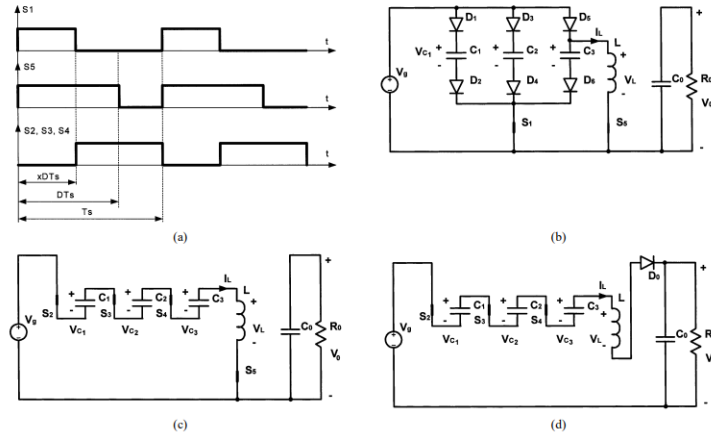 S1
t
S5
t
S2, S3, S4
t
xDTs
DTs
Ts
(a)
D1 D3 D5
IL L
Vg VC1 + C1 + C2 + C3 + VL C0 R0
- - - -
D2 D4 D6
S1 S5
+
V0
-
(b)
IL L
+ C1 + C2 + C3 +
Vg S2 - S3 - S4 - VL C0 R0
VC1 VC2 VC3 -
S5
+
V0
-
(c)
D0
IL L
+ C1 + C2 + C3 +
Vg S2 - S3 - S4 - VL C0
VC1 VC2 VC3 -
+
-
(d)